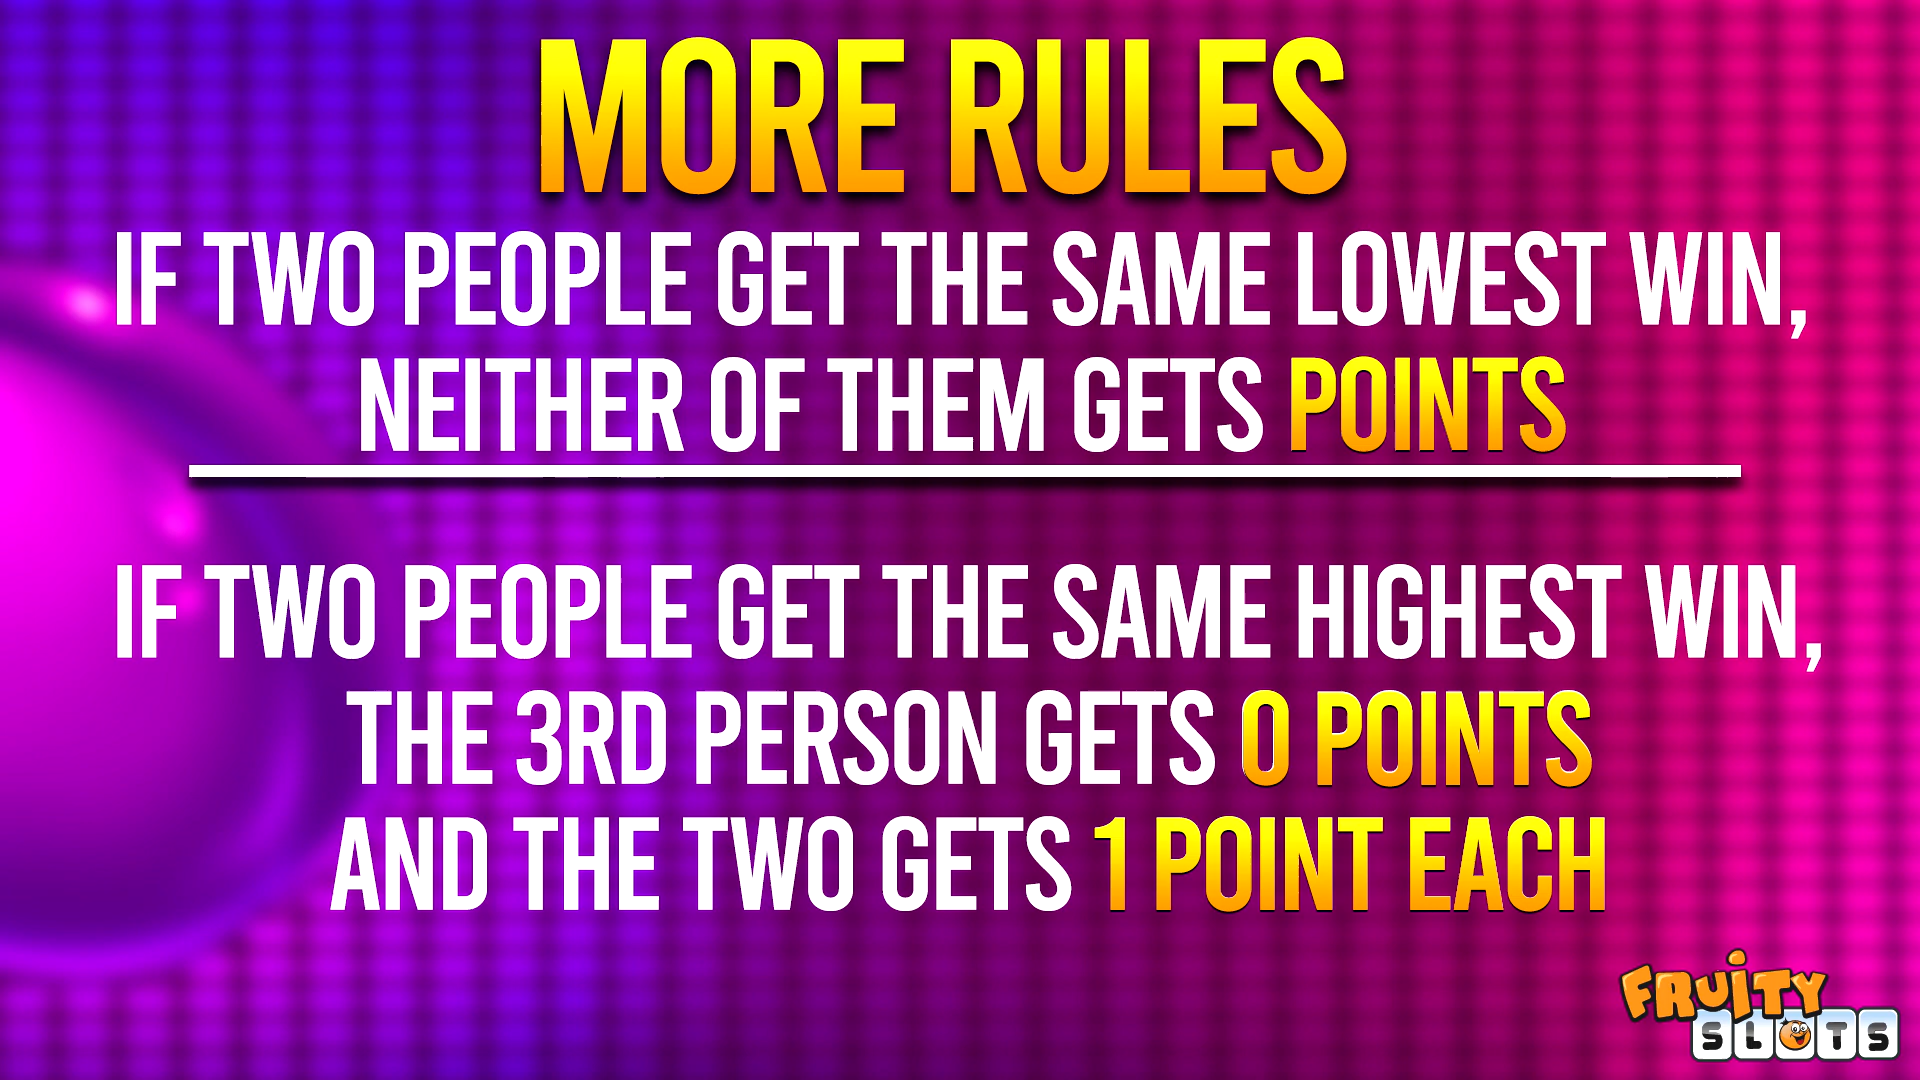 MORE RULES
IF TWO PEOPLE GET THE SAME LOWEST WIN,
NEITHER OF THEM GETS POINTS
IF TWO PEOPLE GET THE SAME HIGHEST WIN,
THE 3RD PERSON GETS 0 POINTS
AND THE TWO GETS 1 POINT EACH
FRUITY
SLOTS